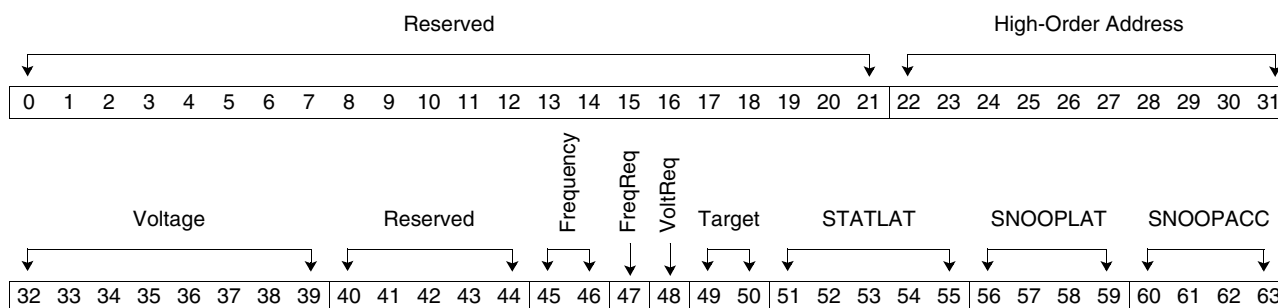 Reserved High-Order Address
0 1 2 3 4 5 6 7 8 9 10 11 12 13 14 15 16 17 18 19 20 21 22 23 24 25 26 27 28 29 30 31
Frequency
FreqReq
VoltReq
Voltage Reserved Target STATLAT SNOOPLAT SNOOPACC
32 33 34 35 36 37 38 39 40 41 42 43 44 45 46 47 48 49 50 51 52 53 54 55 56 57 58 59 60 61 62 63